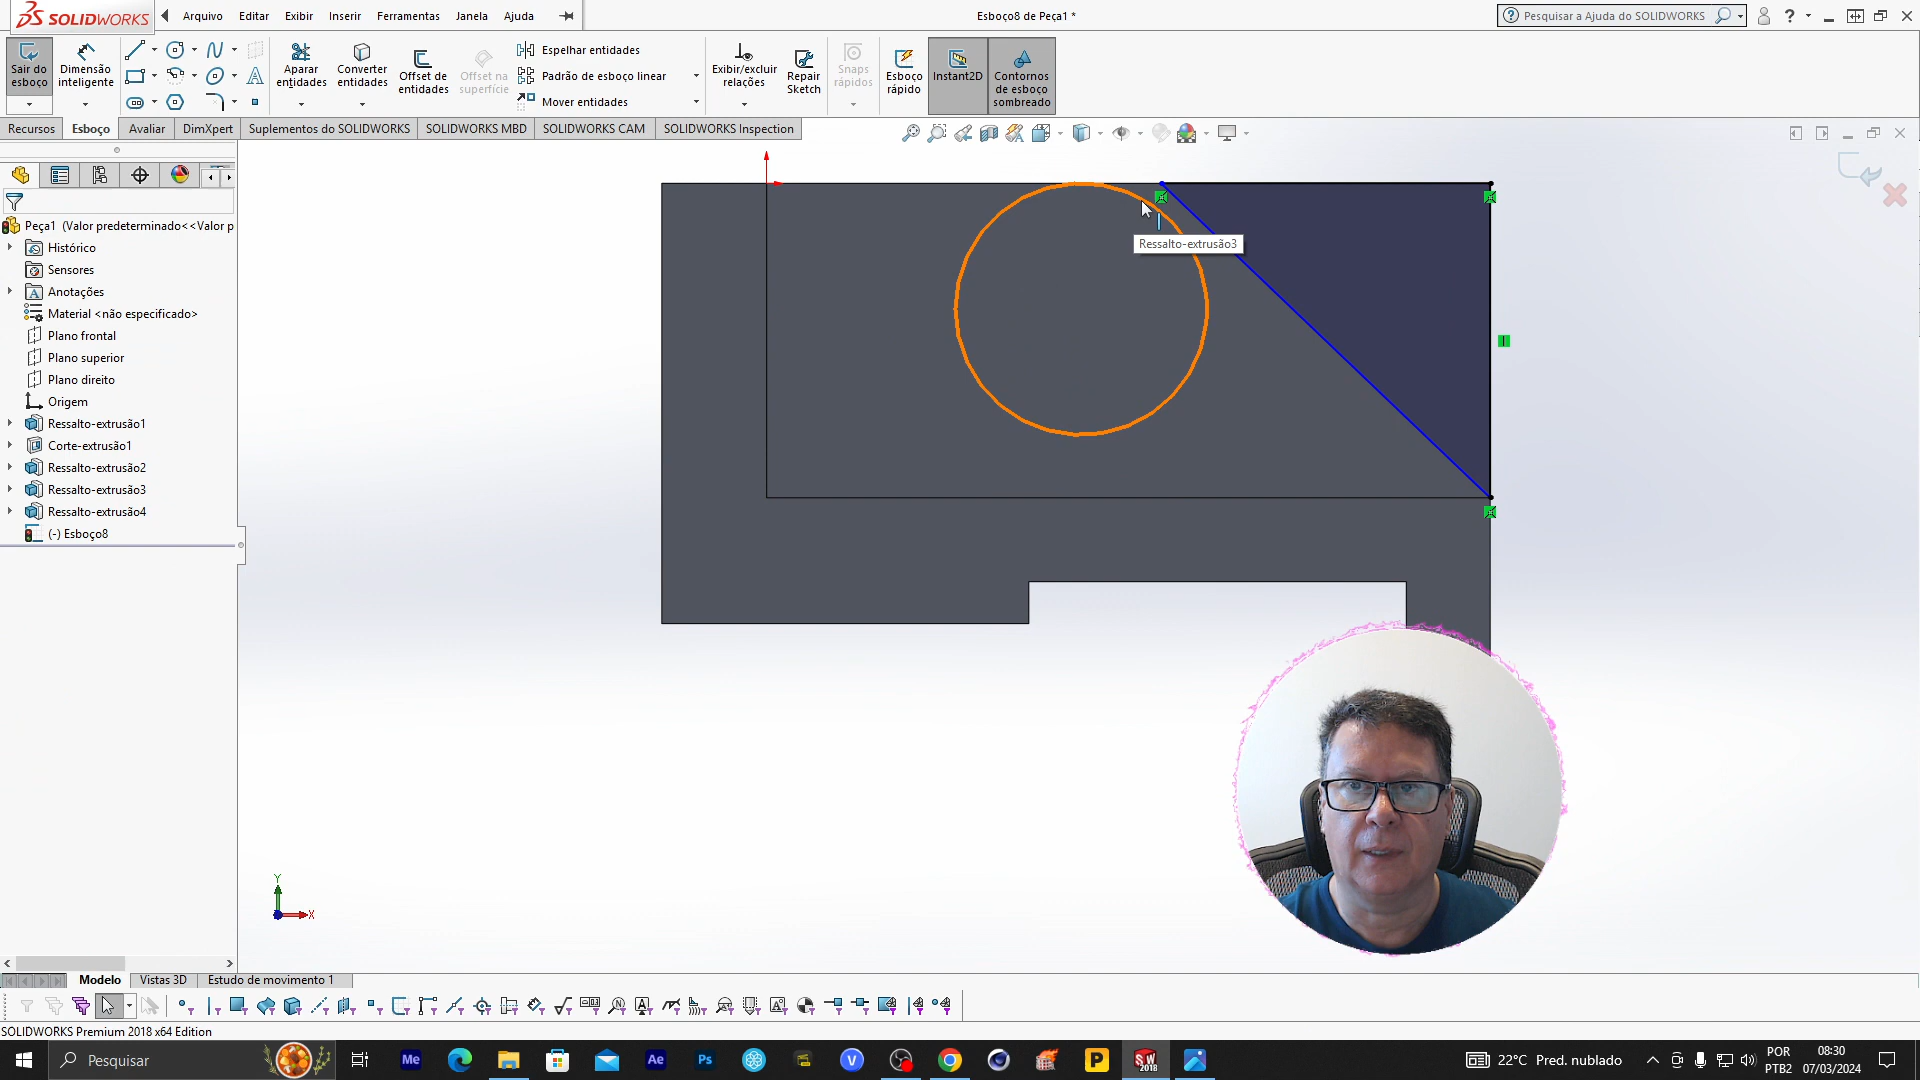 SOLIDWORKS
Arquivo
Editar
Exibir
Inserir
Ferramentas
Janela
Ajuda
Esboço8 de Peça1 *
Pesquisar a Ajuda do SOLIDWORKS
Sair do
esboço
Dimensão
inteligente
Aparar
entidades
Converter
entidades
Offset de
entidades
Offset na
superfície
Espelhar entidades
Padrão de esboço linear
Mover entidades
Exibir/excluir
relações
Repair
Sketch
Snaps
rápidos
Esboço
rápido
Instant2D
Contornos
de esboço
sombreado
Recursos
Esboço
Avaliar
DimXpert
Suplementos do SOLIDWORKS
SOLIDWORKS MBD
SOLIDWORKS CAM
SOLIDWORKS Inspection
Peça1 (Valor predeterminado<<Valor p
Histórico
Sensores
Anotações
Material <não especificado>
Plano frontal
Plano superior
Plano direito
Origem
Ressalto-extrusão1
Corte-extrusão1
Ressalto-extrusão2
Ressalto-extrusão3
Ressalto-extrusão4
(-) Esboço8
Ressalto-extrusão3
Y
X
Modelo
Vistas 3D
Estudo de movimento 1
SOLIDWORKS Premium 2018 x64 Edition
Pesquisar
Me
Ae
Ps
V
P
SW
2018
22°C Pred. nublado
POR
PTB2
08:30
07/03/2024